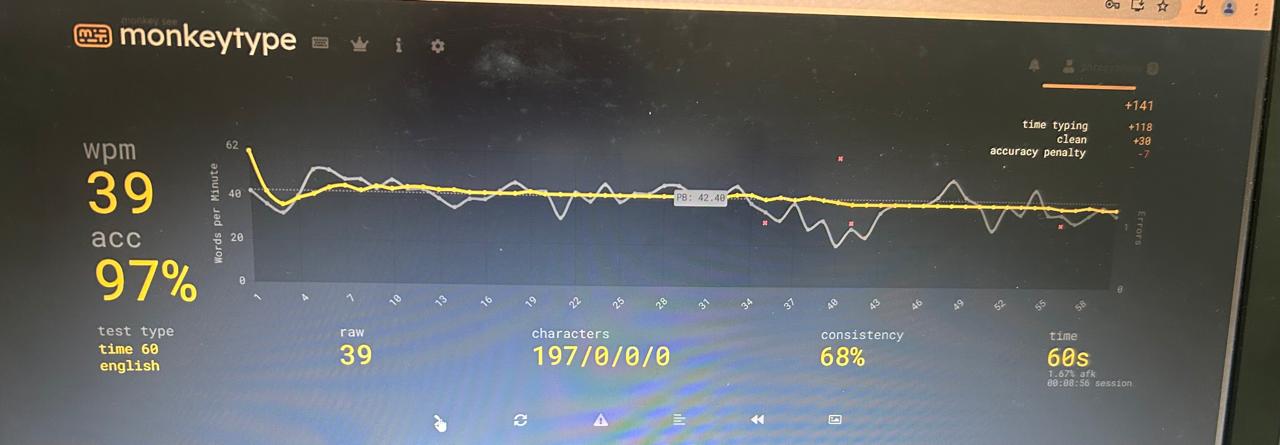 monkey see
monkeytype
+141
time typing +118
clean +30
accuracy penalty -7
wpm
39
acc
97%
Words per Minute
62
40
20
0
PB: 42.40
Errors
1
0
1 4 7 10 13 16 19 22 25 28 31 34 37 40 43 46 49 52 55 58
test type
time 60
english
raw
39
characters
197/0/0/0
consistency
68%
time
60s
1.67% afk
00:08:56 session